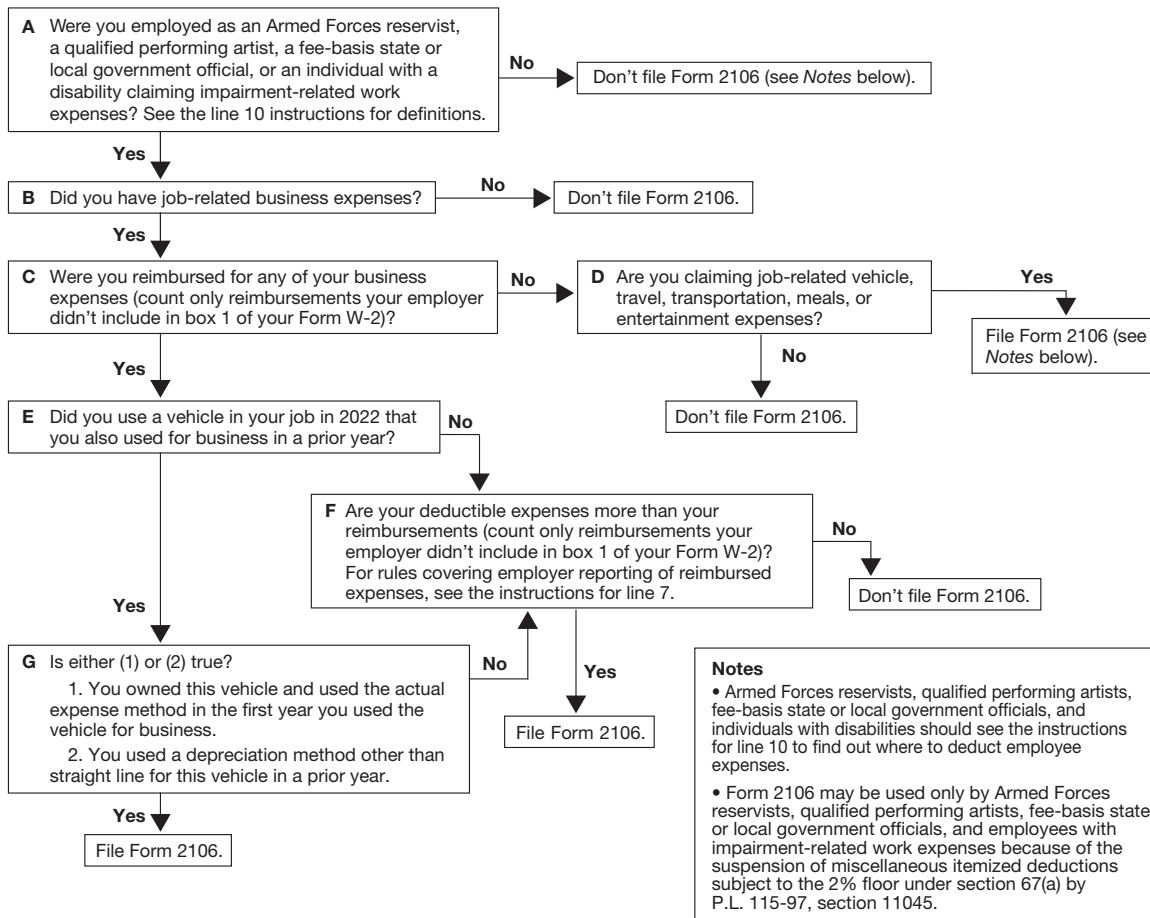 A Were you employed as an Armed Forces reservist,
a qualified performing artist, a fee-basis state or
local government official, or an individual with a
disability claiming impairment-related work
expenses? See the line 10 instructions for definitions.
No
Don't file Form 2106 (see Notes below).
Yes
B Did you have job-related business expenses?
No
Don't file Form 2106.
Yes
C Were you reimbursed for any of your business
expenses (count only reimbursements your employer
didn't include in box 1 of your Form W-2)?
No
D Are you claiming job-related vehicle,
travel, transportation, meals, or
entertainment expenses?
Yes
File Form 2106 (see
Notes below).
No
Don't file Form 2106.
Yes
E Did you use a vehicle in your job in 2022 that
you also used for business in a prior year?
No
F Are your deductible expenses more than your
reimbursements (count only reimbursements your
employer didn't include in box 1 of your Form W-2)?
For rules covering employer reporting of reimbursed
expenses, see the instructions for line 7.
No
Don't file Form 2106.
Yes
G Is either (1) or (2) true?
1. You owned this vehicle and used the actual
expense method in the first year you used the
vehicle for business.
2. You used a depreciation method other than
straight line for this vehicle in a prior year.
No
Yes
File Form 2106.
Yes
File Form 2106.
Notes
• Armed Forces reservists, qualified performing artists,
fee-basis state or local government officials, and
individuals with disabilities should see the instructions
for line 10 to find out where to deduct employee
expenses.
• Form 2106 may be used only by Armed Forces
reservists, qualified performing artists, fee-basis state
or local government officials, and employees with
impairment-related work expenses because of the
suspension of miscellaneous itemized deductions
subject to the 2% floor under section 67(a) by
P.L. 115-97, section 11045.